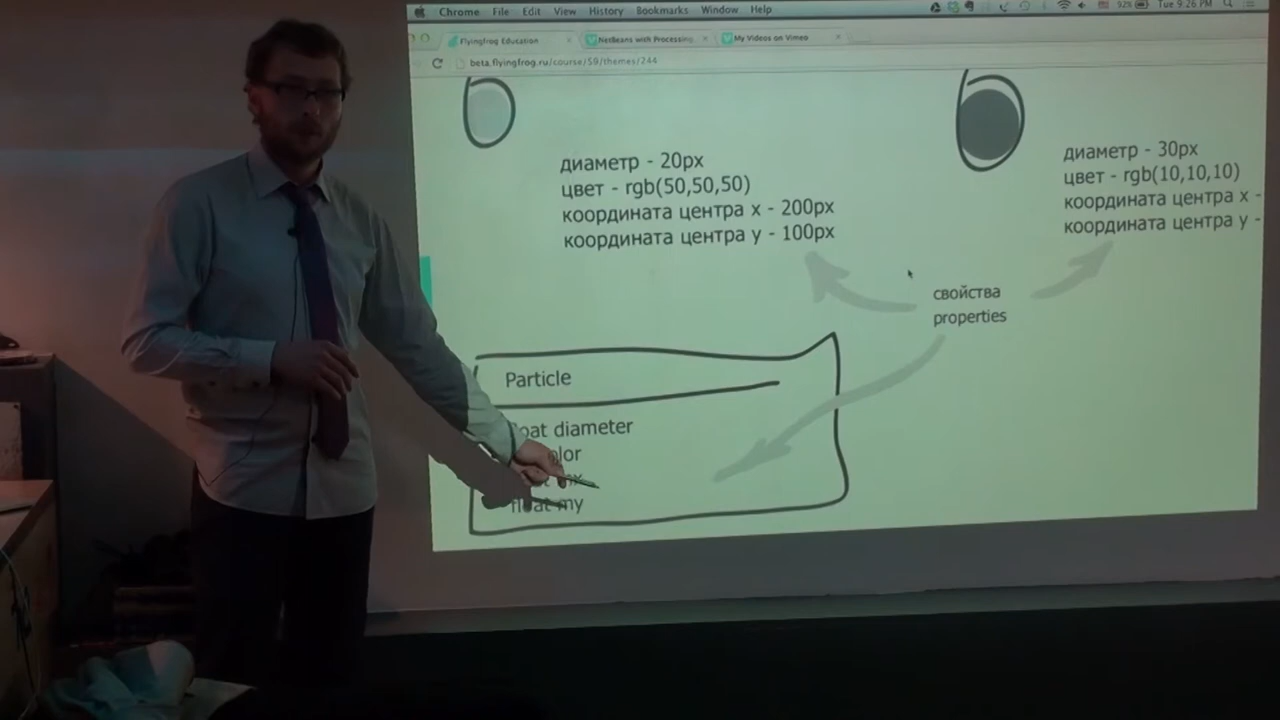 Chrome File Edit View History Bookmarks Window Help
92% Tue 9:26 PM
Flyingfrog Education
NetBeans with Processing
My Videos on Vimeo
beta.flyingfrog.ru/course/59/themes/244
диаметр - 20px
цвет - rgb(50,50,50)
координата центра x - 200px
координата центра y - 100px
диаметр - 30px
цвет - rgb(10,10,10)
координата центра x -
координата центра y -
свойства
properties
Particle
diameter
float my